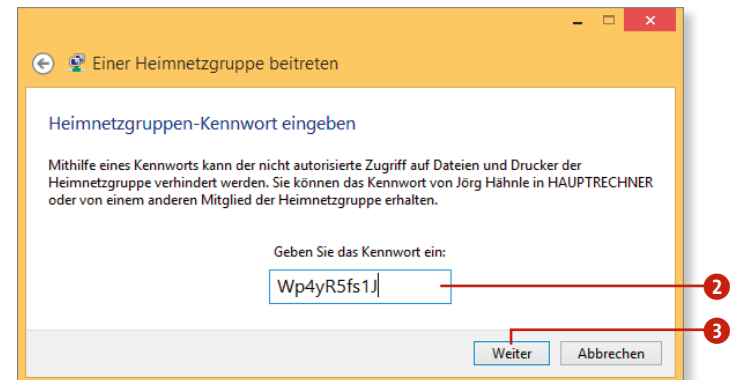 Einer Heimnetzgruppe beitreten
Heimnetzgruppen-Kennwort eingeben
Mithilfe eines Kennworts kann der nicht autorisierte Zugriff auf Dateien und Drucker der
Heimnetzgruppe verhindert werden. Sie können das Kennwort von Jörg Hähnle in HAUPTRECHNER
oder von einem anderen Mitglied der Heimnetzgruppe erhalten.
Geben Sie das Kennwort ein:
Wp4yR5fs1J
2
3
Weiter Abbrechen